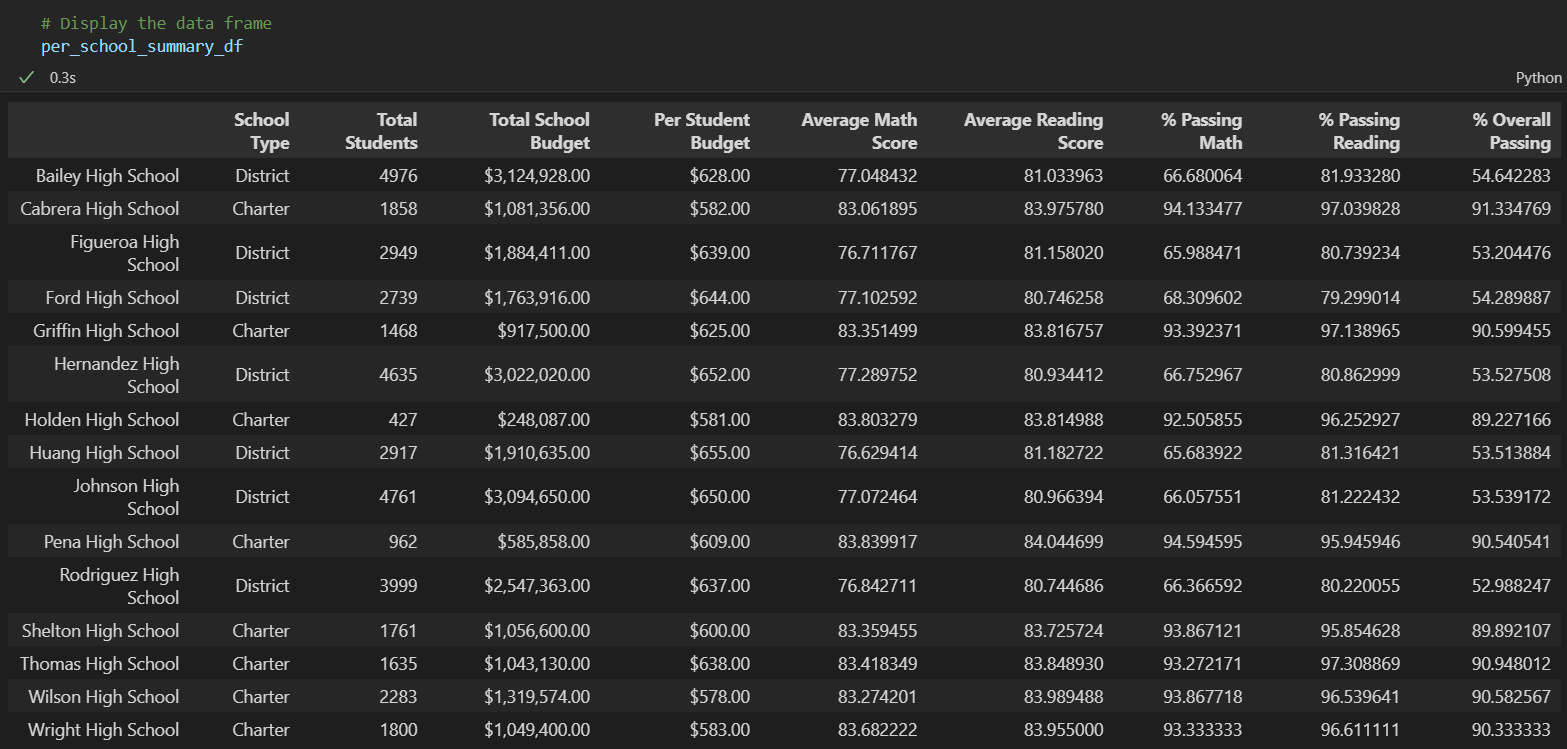 # Display the data frame
per_school_summary_df
0.3s
Python
School Total Total School Per Student Average Math Average Reading % Passing % Passing % Overall
Type Students Budget Budget Score Score Math Reading Passing
Bailey High School District 4976 $3,124,928.00 $628.00 77.048432 81.033963 66.680064 81.933280 54.642283
Cabrera High School Charter 1858 $1,081,356.00 $582.00 83.061895 83.975780 94.133477 97.039828 91.334769
Figueroa High
School District 2949 $1,884,411.00 $639.00 76.711767 81.158020 65.988471 80.739234 53.204476
Ford High School District 2739 $1,763,916.00 $644.00 77.102592 80.746258 68.309602 79.299014 54.289887
Griffin High School Charter 1468 $917,500.00 $625.00 83.351499 83.816757 93.392371 97.138965 90.599455
Hernandez High
School District 4635 $3,022,020.00 $652.00 77.289752 80.934412 66.752967 80.862999 53.527508
Holden High School Charter 427 $248,087.00 $581.00 83.803279 83.814988 92.505855 96.252927 89.227166
Huang High School District 2917 $1,910,635.00 $655.00 76.629414 81.182722 65.683922 81.316421 53.513884
Johnson High
School District 4761 $3,094,650.00 $650.00 77.072464 80.966394 66.057551 81.222432 53.539172
Pena High School Charter 962 $585,858.00 $609.00 83.839917 84.044699 94.594595 95.945946 90.540541
Rodriguez High
School District 3999 $2,547,363.00 $637.00 76.842711 80.744686 66.366592 80.220055 52.988247
Shelton High School Charter 1761 $1,056,600.00 $600.00 83.359455 83.725724 93.867121 95.854628 89.892107
Thomas High School Charter 1635 $1,043,130.00 $638.00 83.418349 83.848930 93.272171 97.308869 90.948012
Wilson High School Charter 2283 $1,319,574.00 $578.00 83.274201 83.989488 93.867718 96.539641 90.582567
Wright High School Charter 1800 $1,049,400.00 $583.00 83.682222 83.955000 93.333333 96.611111 90.333333